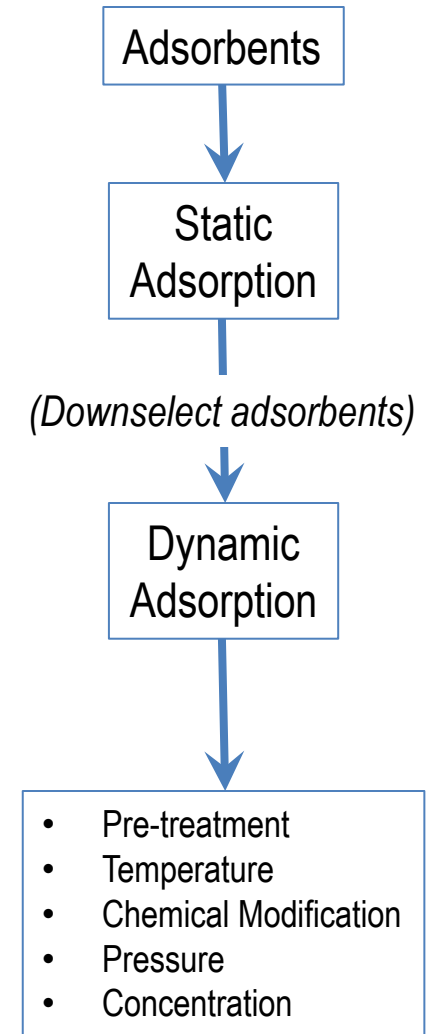 Adsorbents
Static
Adsorption
(Downselect adsorbents)
Dynamic
Adsorption
• Pre-treatment
• Temperature
• Chemical Modification
• Pressure
• Concentration